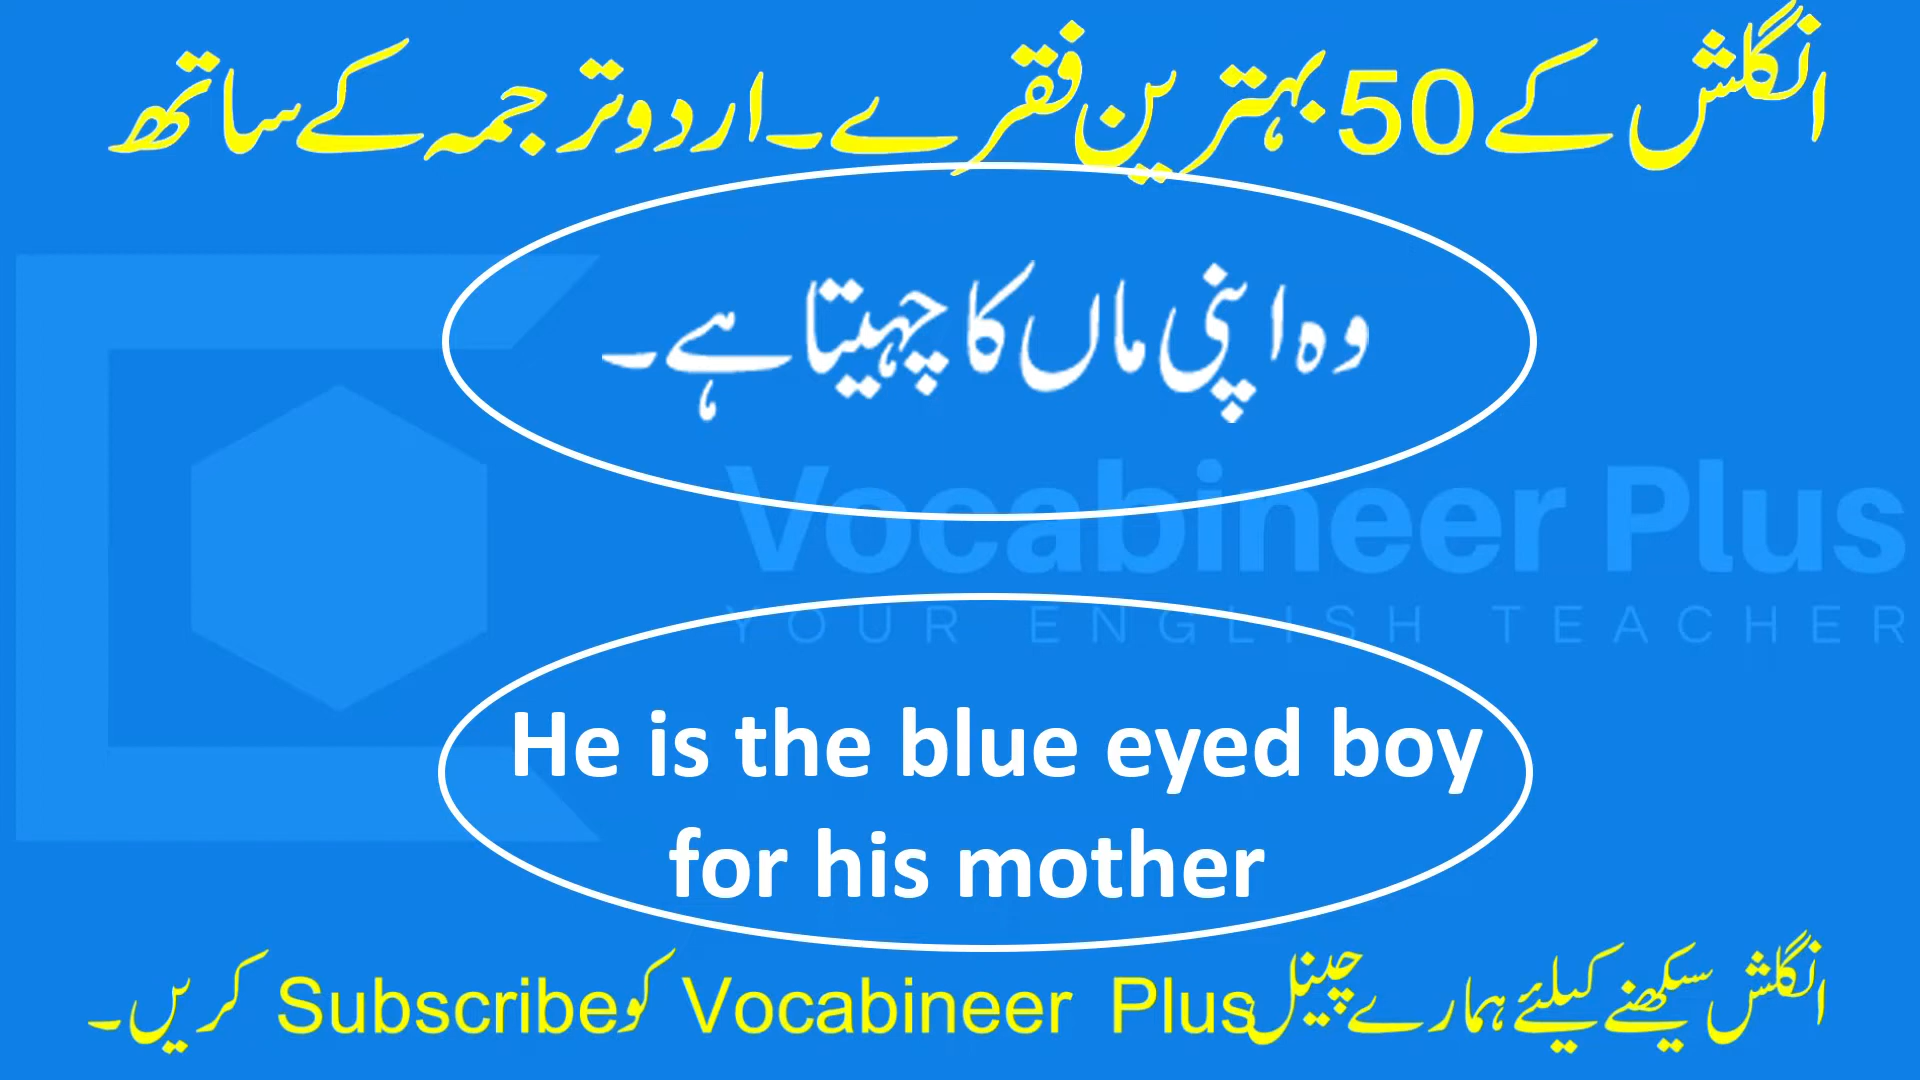 انگلش کے 50 بہترین فقرے۔ اردو ترجمہ کے ساتھ
وہ اپنی ماں کا چہیتا ہے۔
Vocabineer Plus
YOUR ENGLISH TEACHER
He is the blue eyed boy
for his mother
انگلش سیکھنے کیلئے ہمارے چینل Vocabineer Plus کو Subscribe کریں۔